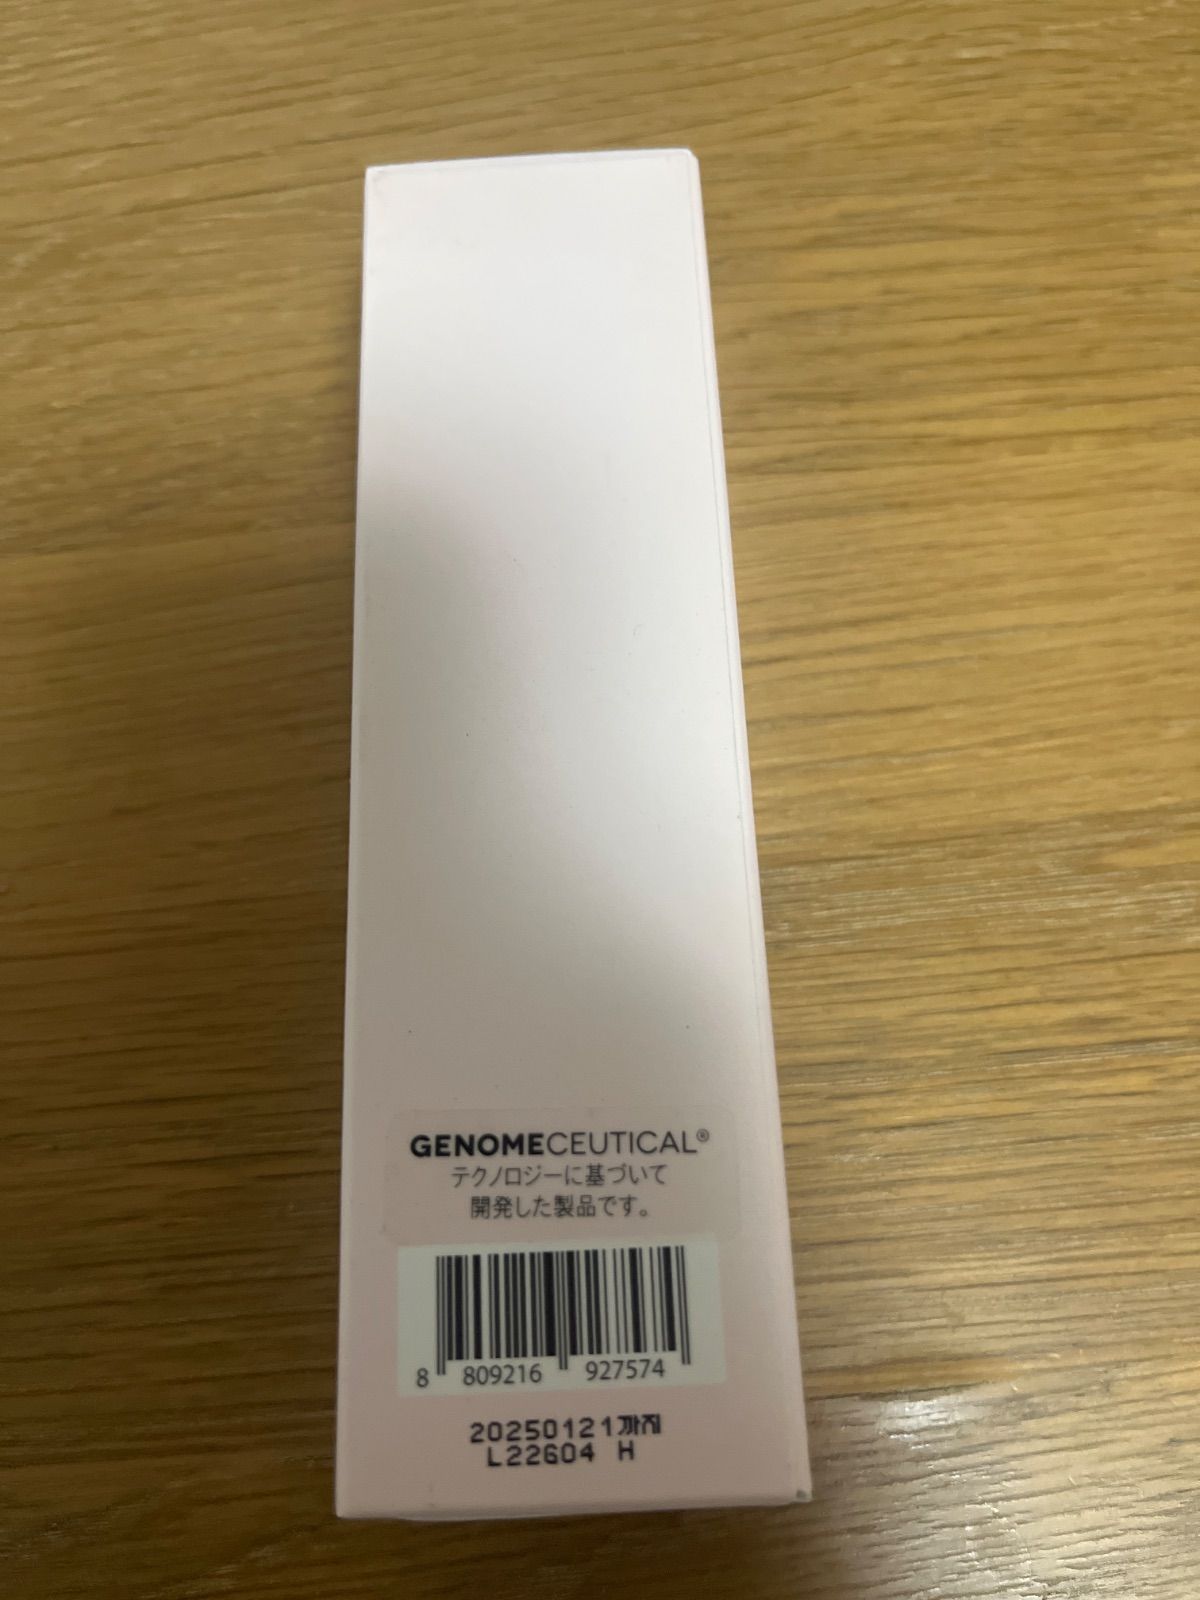 GENOMECEUTICAL®
テクノロジーに基づいて
開発した製品です。
8 809216 927574
20250121까지
L22G04 H